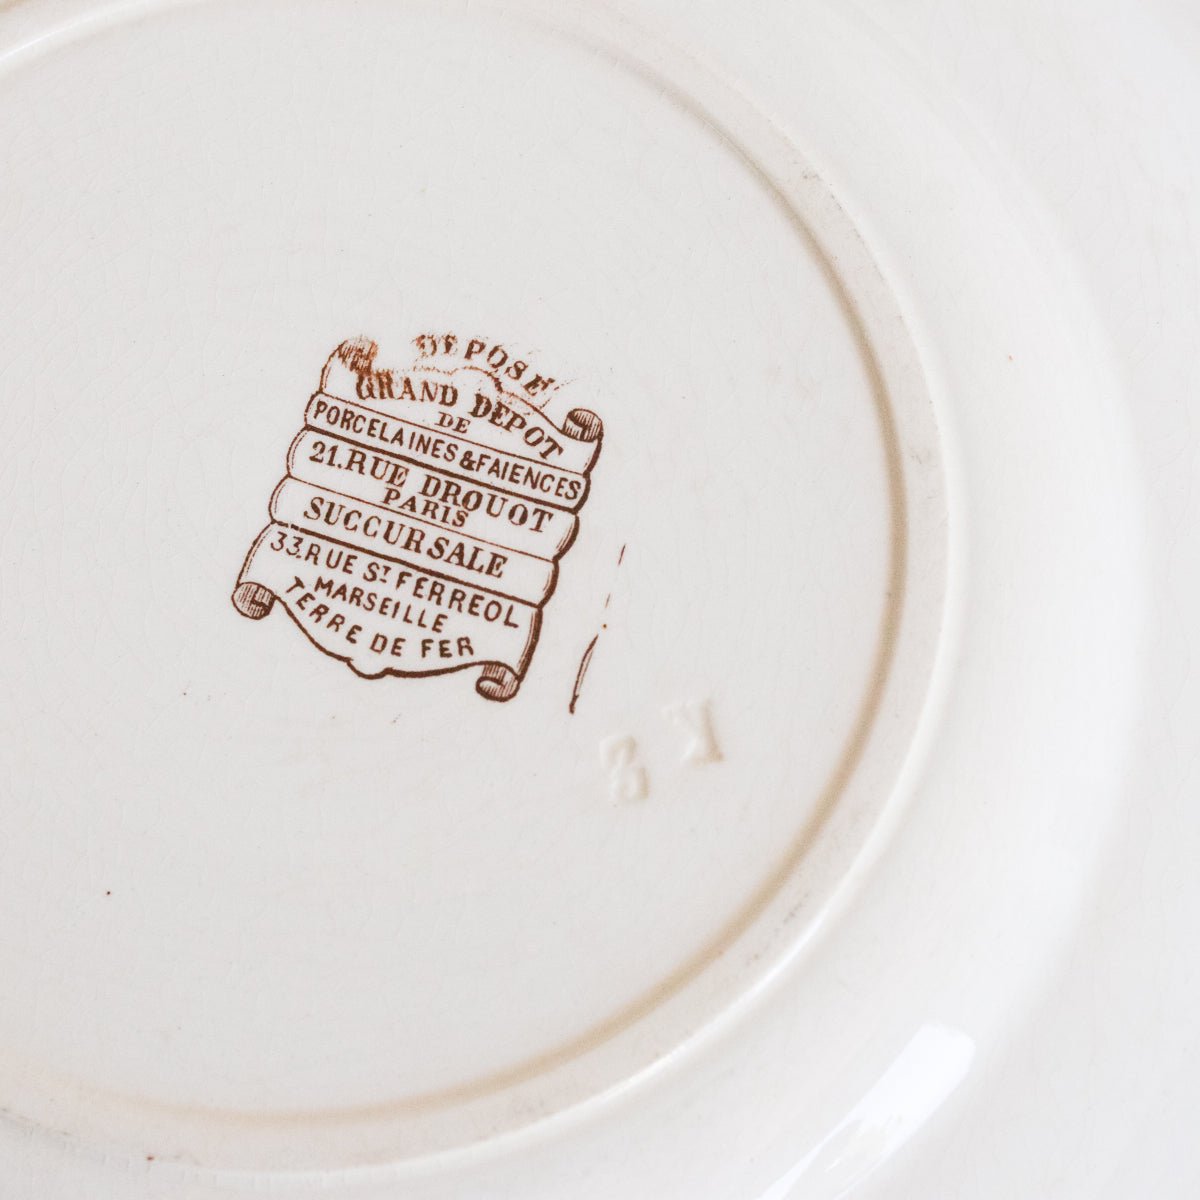 DEPOSE
GRAND DEPOT
DE
PORCELAINES & FAIENCES
21. RUE DROUOT
PARIS
SUCCURSALE
33. RUE ST FERREOL
MARSEILLE
TERRE DE FER
K 2